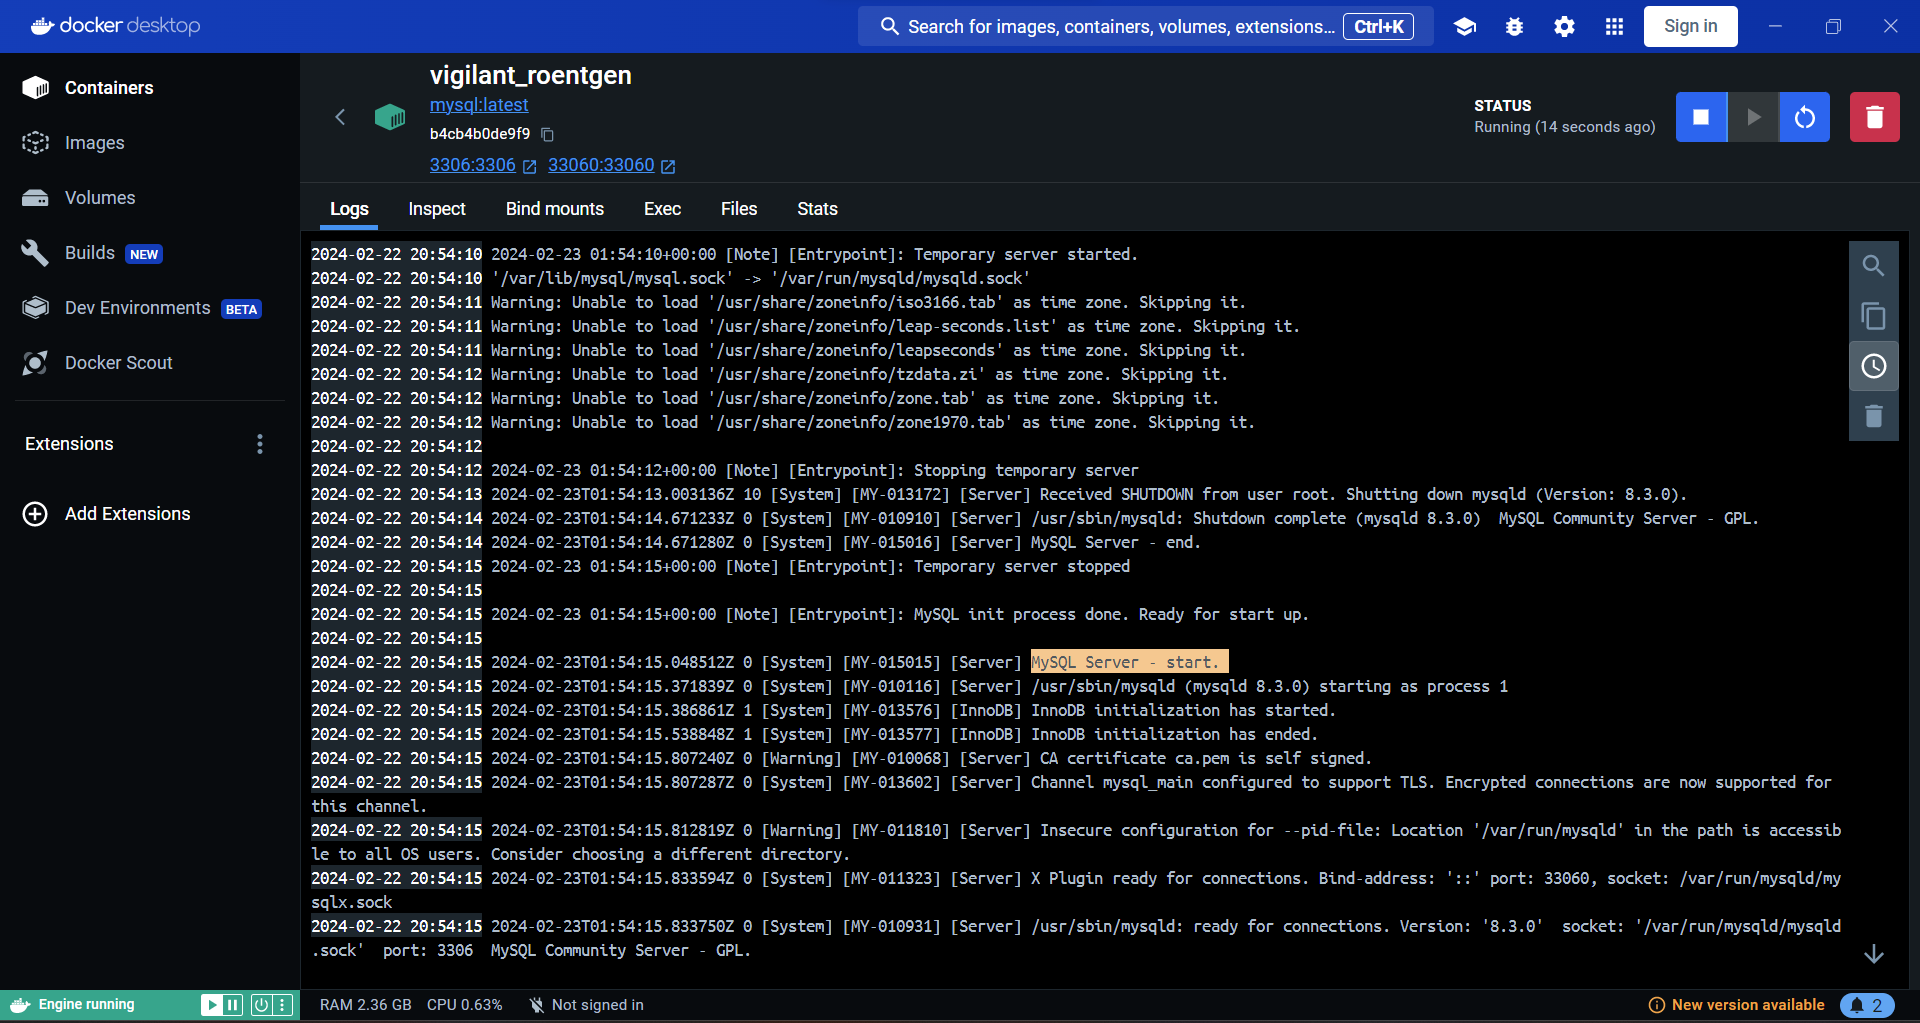 docker desktop
Search for images, containers, volumes, extensions... Ctrl+K
Sign in
Containers
Images
Volumes
Builds NEW
Dev Environments BETA
Docker Scout
Extensions
Add Extensions
vigilant_roentgen
mysql:latest
b4cb4b0de9f9
3306:3306 33060:33060
STATUS
Running (14 seconds ago)
Logs Inspect Bind mounts Exec Files Stats
2024-02-22 20:54:10 2024-02-23 01:54:10+00:00 [Note] [Entrypoint]: Temporary server started.
2024-02-22 20:54:10 '/var/lib/mysql/mysql.sock' -> '/var/run/mysqld/mysqld.sock'
2024-02-22 20:54:11 Warning: Unable to load '/usr/share/zoneinfo/iso3166.tab' as time zone. Skipping it.
2024-02-22 20:54:11 Warning: Unable to load '/usr/share/zoneinfo/leap-seconds.list' as time zone. Skipping it.
2024-02-22 20:54:11 Warning: Unable to load '/usr/share/zoneinfo/leapseconds' as time zone. Skipping it.
2024-02-22 20:54:12 Warning: Unable to load '/usr/share/zoneinfo/tzdata.zi' as time zone. Skipping it.
2024-02-22 20:54:12 Warning: Unable to load '/usr/share/zoneinfo/zone.tab' as time zone. Skipping it.
2024-02-22 20:54:12 Warning: Unable to load '/usr/share/zoneinfo/zone1970.tab' as time zone. Skipping it.
2024-02-22 20:54:12
2024-02-22 20:54:12 2024-02-23 01:54:12+00:00 [Note] [Entrypoint]: Stopping temporary server
2024-02-22 20:54:13 2024-02-23T01:54:13.003136Z 10 [System] [MY-013172] [Server] Received SHUTDOWN from user root. Shutting down mysqld (Version: 8.3.0).
2024-02-22 20:54:14 2024-02-23T01:54:14.671233Z 0 [System] [MY-010910] [Server] /usr/sbin/mysqld: Shutdown complete (mysqld 8.3.0)  MySQL Community Server - GPL.
2024-02-22 20:54:14 2024-02-23T01:54:14.671280Z 0 [System] [MY-015016] [Server] MySQL Server - end.
2024-02-22 20:54:15 2024-02-23 01:54:15+00:00 [Note] [Entrypoint]: Temporary server stopped
2024-02-22 20:54:15
2024-02-22 20:54:15 2024-02-23 01:54:15+00:00 [Note] [Entrypoint]: MySQL init process done. Ready for start up.
2024-02-22 20:54:15
2024-02-22 20:54:15 2024-02-23T01:54:15.048512Z 0 [System] [MY-015015] [Server] MySQL Server - start.
2024-02-22 20:54:15 2024-02-23T01:54:15.371839Z 0 [System] [MY-010116] [Server] /usr/sbin/mysqld (mysqld 8.3.0) starting as process 1
2024-02-22 20:54:15 2024-02-23T01:54:15.386861Z 1 [System] [MY-013576] [InnoDB] InnoDB initialization has started.
2024-02-22 20:54:15 2024-02-23T01:54:15.538848Z 1 [System] [MY-013577] [InnoDB] InnoDB initialization has ended.
2024-02-22 20:54:15 2024-02-23T01:54:15.807240Z 0 [Warning] [MY-010068] [Server] CA certificate ca.pem is self signed.
2024-02-22 20:54:15 2024-02-23T01:54:15.807287Z 0 [System] [MY-013602] [Server] Channel mysql_main configured to support TLS. Encrypted connections are now supported for
this channel.
2024-02-22 20:54:15 2024-02-23T01:54:15.812819Z 0 [Warning] [MY-011810] [Server] Insecure configuration for --pid-file: Location '/var/run/mysqld' in the path is accessib
le to all OS users. Consider choosing a different directory.
2024-02-22 20:54:15 2024-02-23T01:54:15.833594Z 0 [System] [MY-011323] [Server] X Plugin ready for connections. Bind-address: '::' port: 33060, socket: /var/run/mysqld/my
sqlx.sock
2024-02-22 20:54:15 2024-02-23T01:54:15.833750Z 0 [System] [MY-010931] [Server] /usr/sbin/mysqld: ready for connections. Version: '8.3.0'  socket: '/var/run/mysqld/mysqld
.sock'  port: 3306  MySQL Community Server - GPL.
Engine running
RAM 2.36 GB CPU 0.63% Not signed in
New version available 2